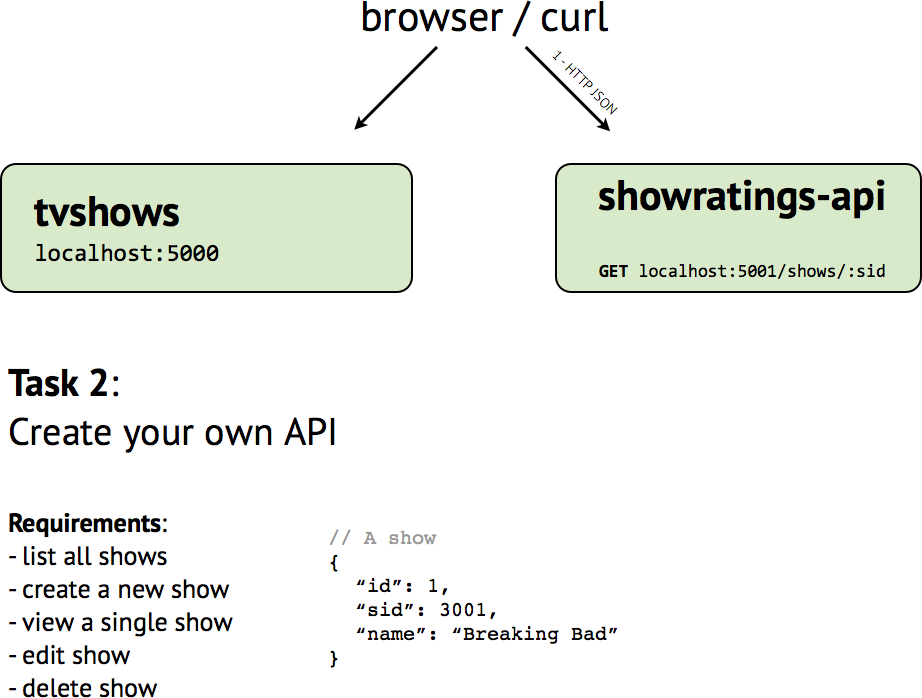 browser / curl
1 - HTTP JSON
tvshows
localhost:5000
showratings-api
GET localhost:5001/shows/:sid
Task 2:
Create your own API
Requirements:
- list all shows
- create a new show
- view a single show
- edit show
- delete show
// A show
{
“id”: 1,
“sid”: 3001,
“name”: “Breaking Bad”
}